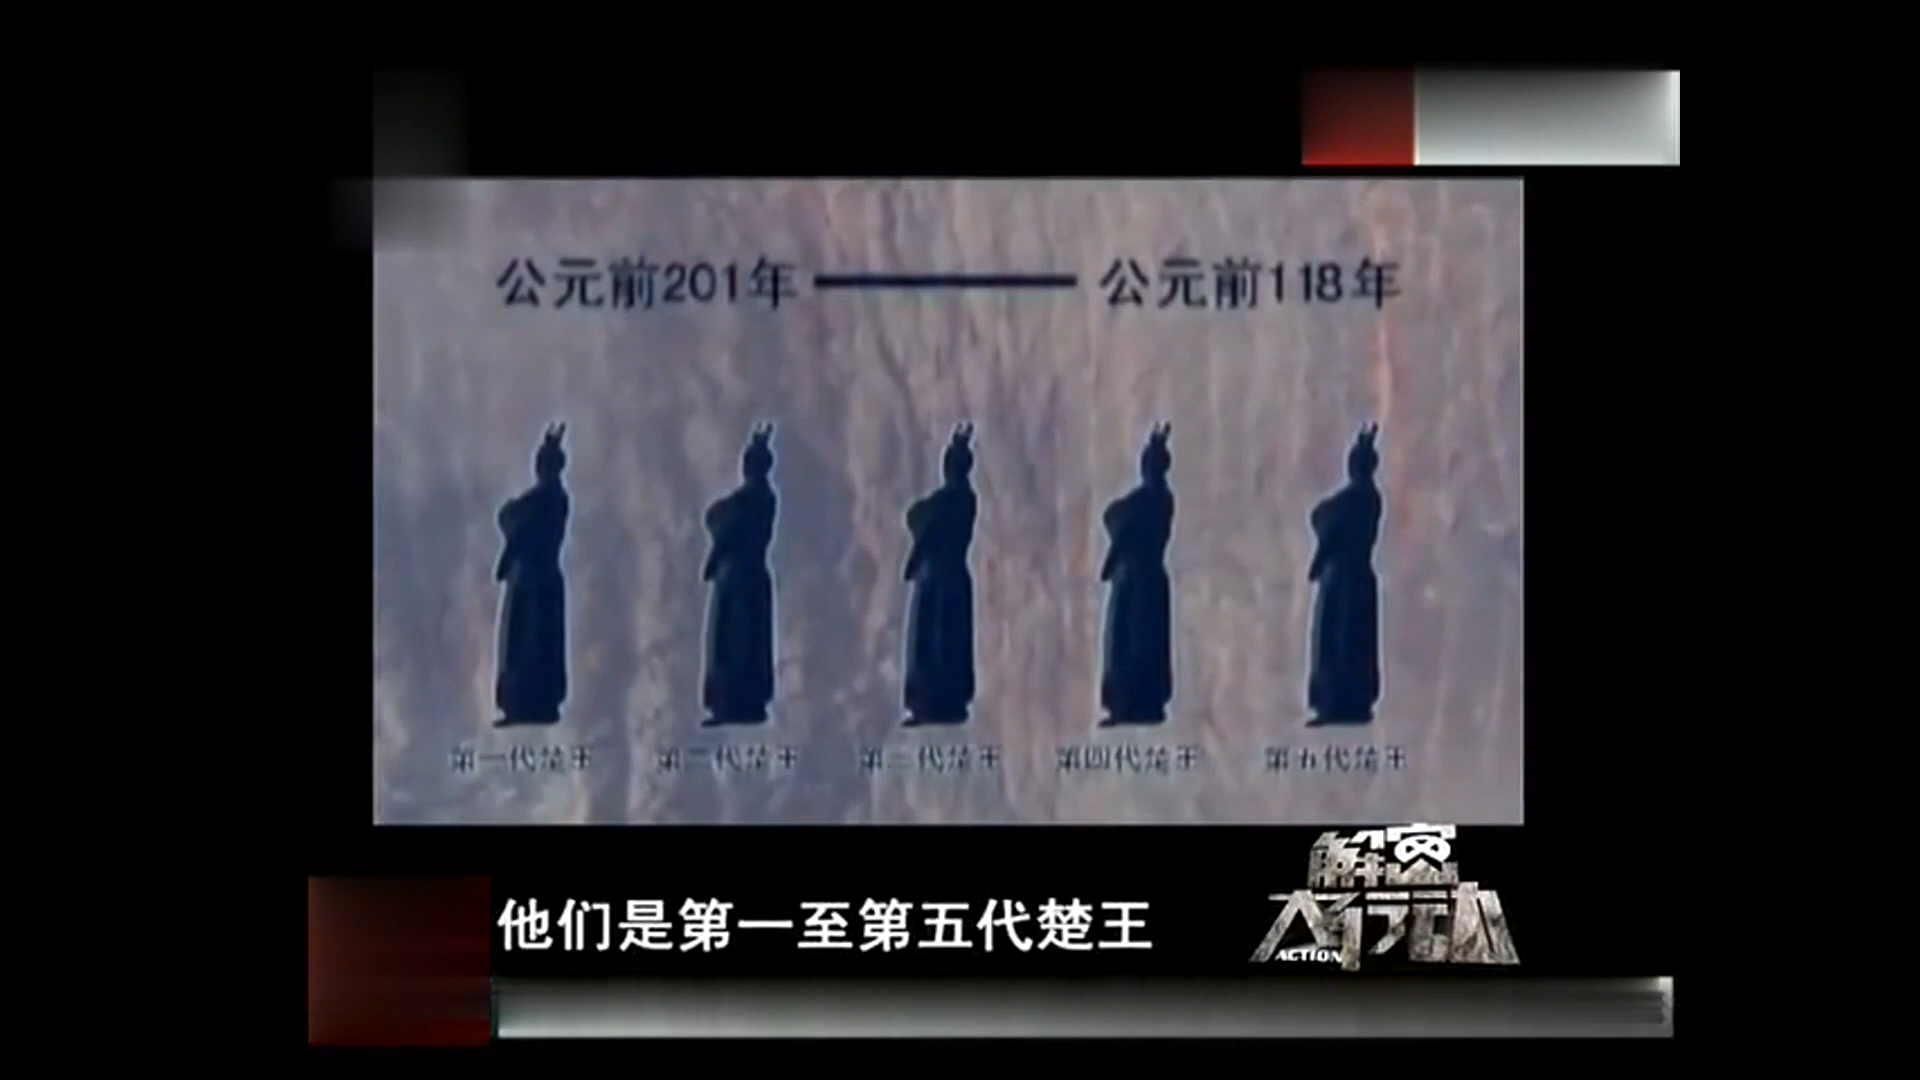 公元前201年 —— 公元前118年
第一代楚王 第二代楚王 第三代楚王 第四代楚王 第五代楚王
解密
大行动
ACTION
他们是第一至第五代楚王